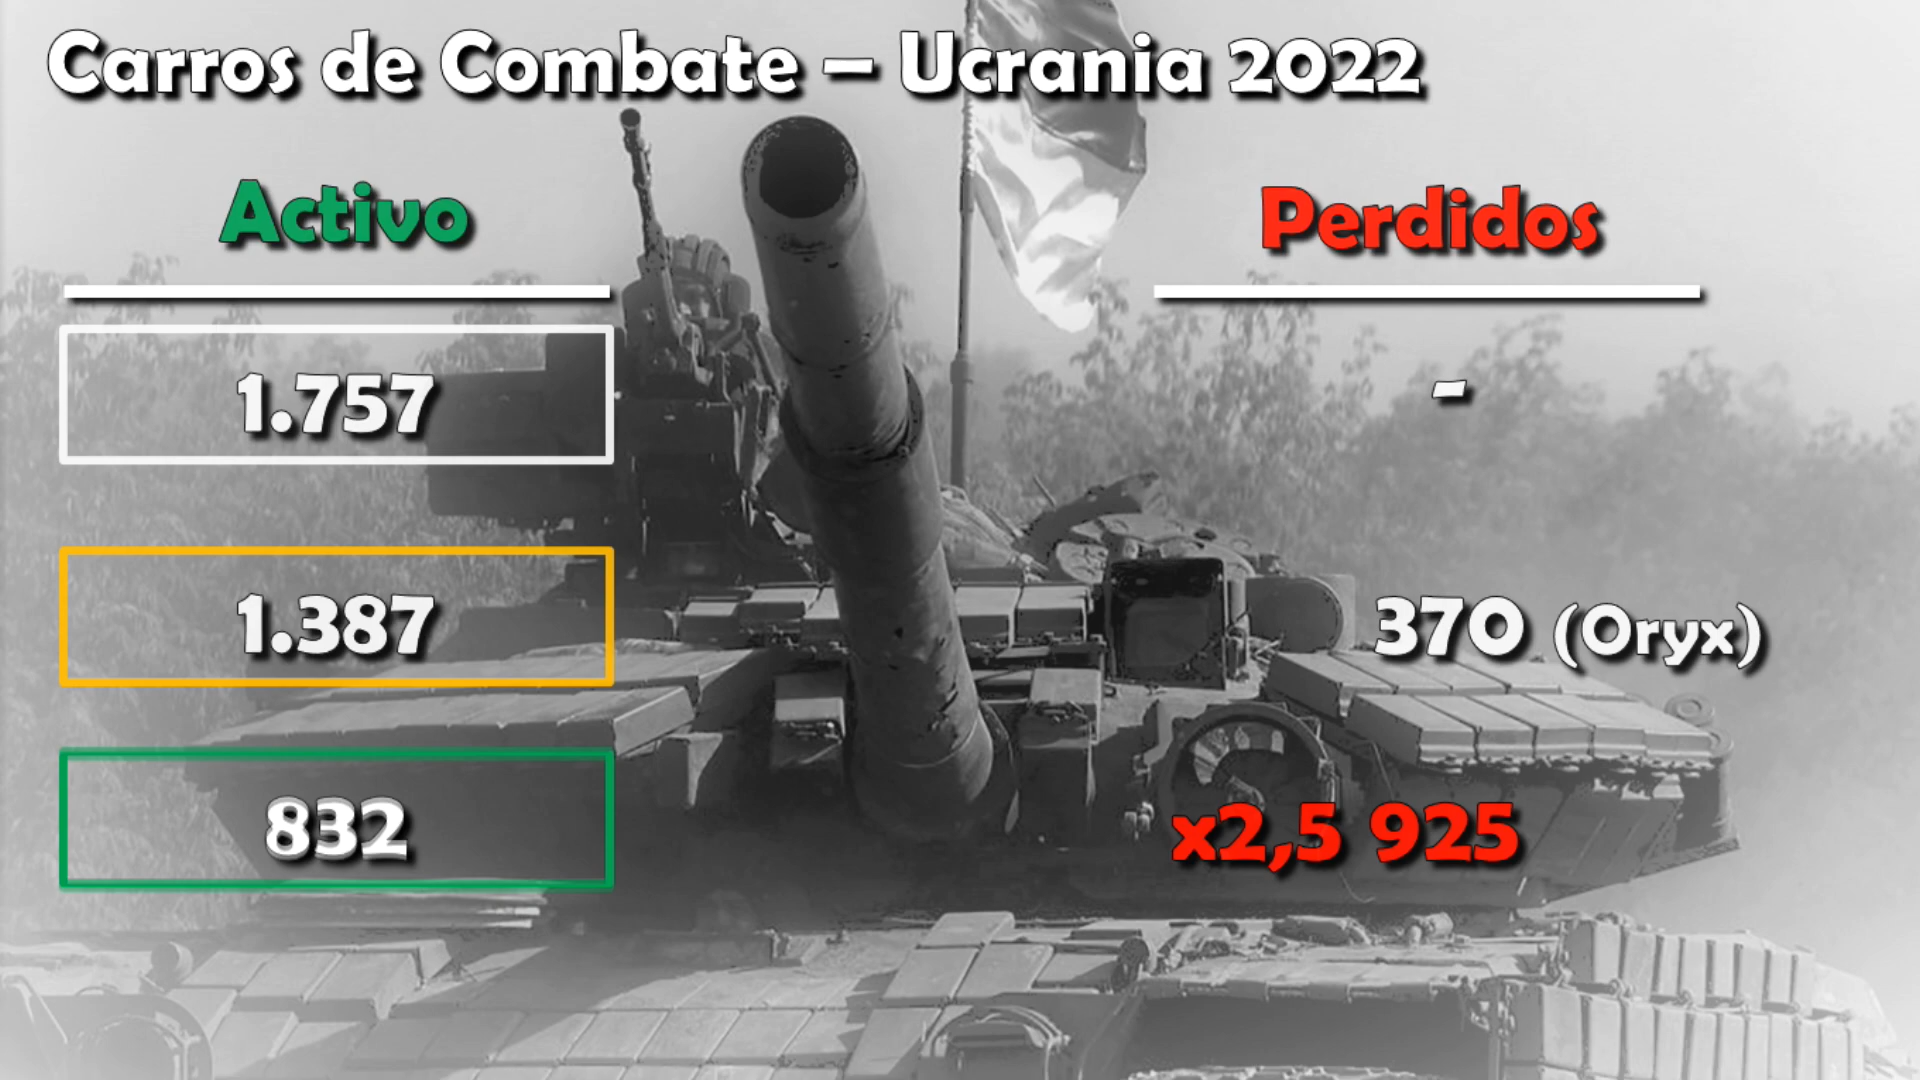 Carros de Combate – Ucrania 2022
Activo
Perdidos
1.757
-
1.387
370 (Oryx)
832
x2,5 925